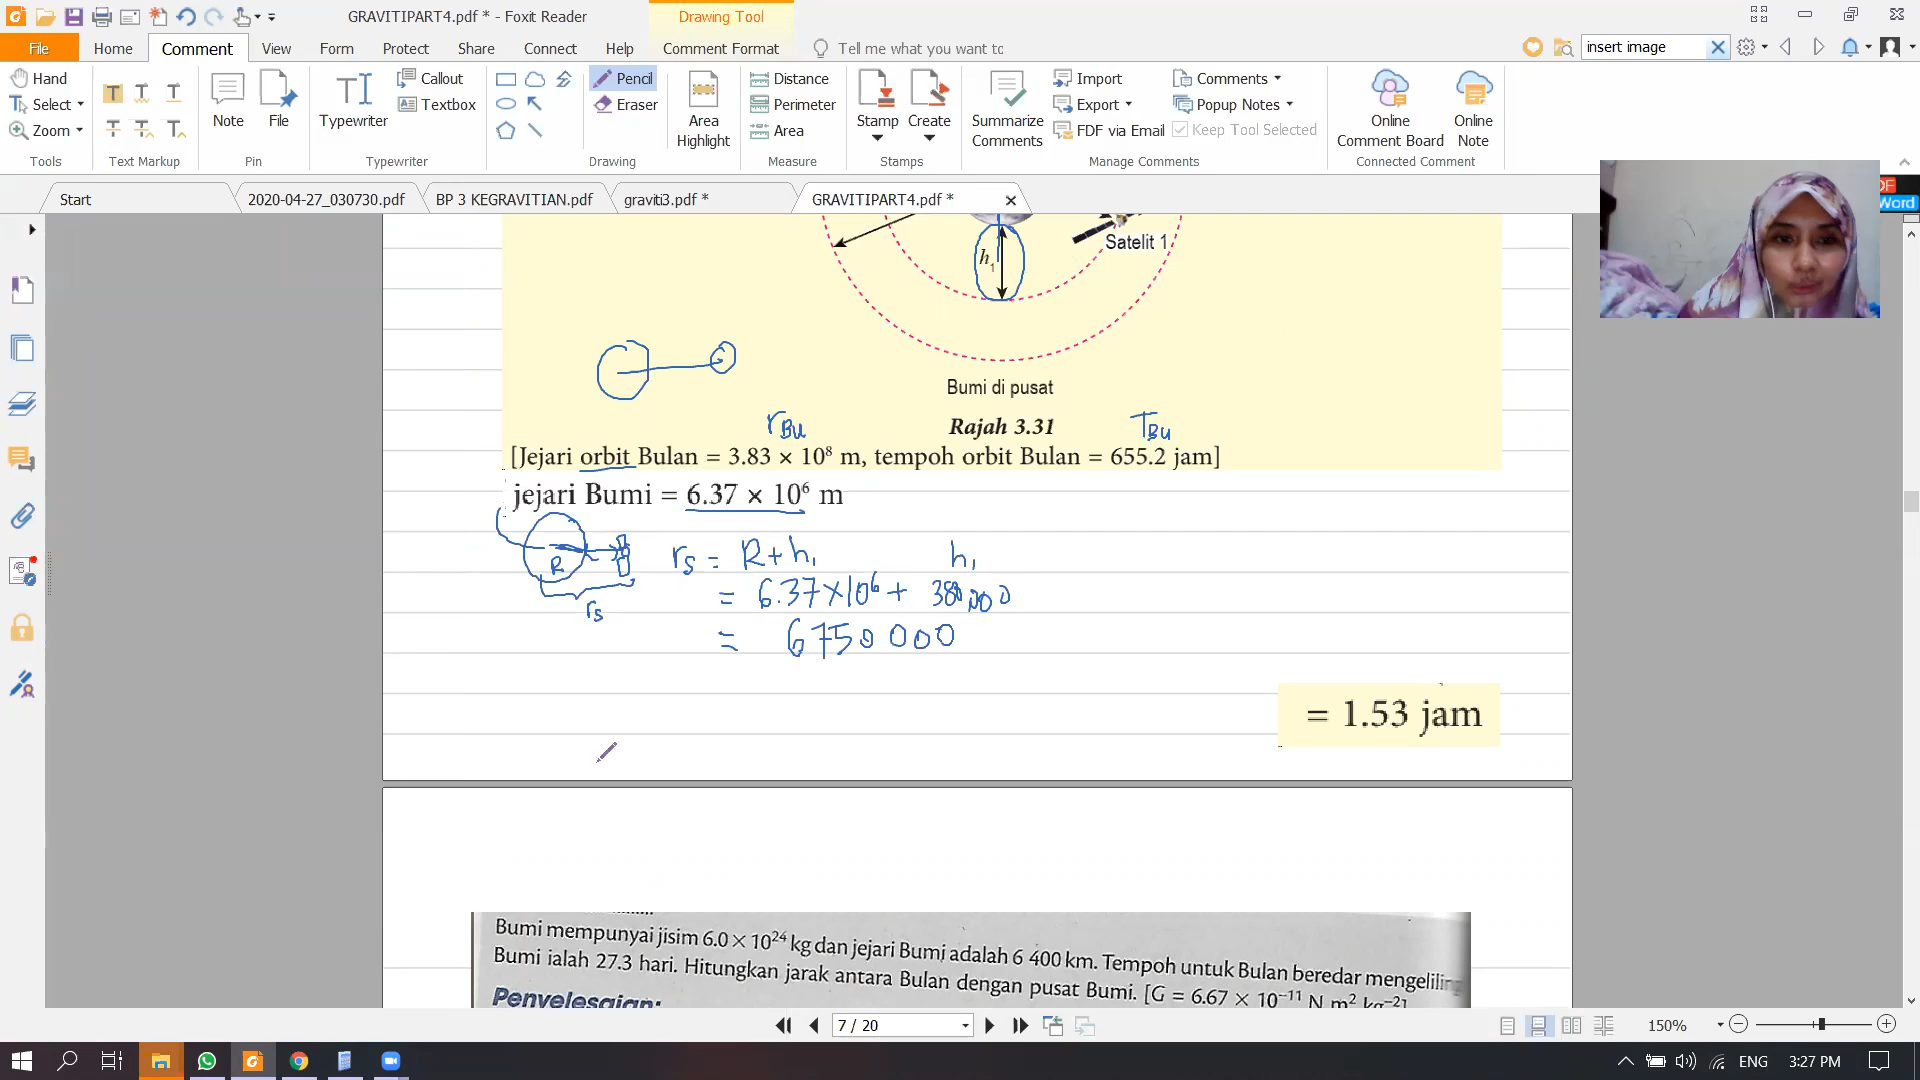 GRAVITIPART4.pdf * - Foxit Reader
Drawing Tool
File
Home
Comment
View
Form
Protect
Share
Connect
Help
Comment Format
Tell me what you want to
insert image
Hand
Select
Zoom
Tools
Text Markup
Note
File
Pin
Typewriter
Typewriter
Callout
Textbox
Pencil
Eraser
Drawing
Area
Highlight
Distance
Perimeter
Area
Measure
Stamp
Create
Stamps
Summarize
Comments
Import
Export
FDF via Email
Comments
Popup Notes
Keep Tool Selected
Manage Comments
Online
Comment Board
Online
Note
Connected Comment
Start
2020-04-27_030730.pdf
BP 3 KEGRAVITIAN.pdf
graviti3.pdf *
GRAVITIPART4.pdf *
Word
Satelit 1
h₁
Bumi di pusat
Rajah 3.31
r_Bu
T_Bu
[Jejari orbit Bulan = 3.83 × 10⁸ m, tempoh orbit Bulan = 655.2 jam]
jejari Bumi = 6.37 × 10⁶ m
R
r_s
r_s = R + h₁
h₁
= 6.37 × 10⁶ + 380 000
= 6750 000
= 1.53 jam
Bumi mempunyai jisim 6.0 × 10²⁴ kg dan jejari Bumi adalah 6 400 km. Tempoh untuk Bulan beredar
Bumi ialah 27.3 hari. Hitungkan jarak antara Bulan dengan pusat Bumi. [G = 6.67 × 10⁻¹¹ N m² kg⁻²]
Penyelesaian:
7 / 20
150%
ENG
3:27 PM